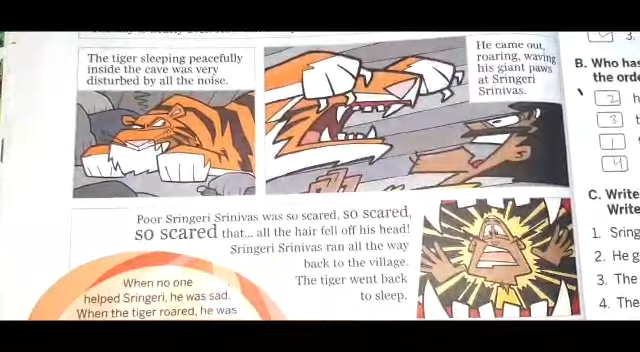 The tiger sleeping peacefully
inside the cave was very
disturbed by all the noise.
He came out,
roaring, waving
his giant paws
at Sringeri
Srinivas.
Poor Sringeri Srinivas was so scared, so scared,
so scared that... all the hair fell off his head!
Sringeri Srinivas ran all the way
back to the village.
The tiger went back
to sleep.
When no one
helped Sringeri, he was sad.
When the tiger roared, he was
3.
B. Who has
the orde
2 h
3 t
1
4
C. Write
Write
1. Sring
2. He g
3. The
4. The